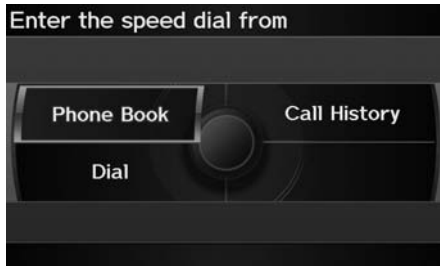 Enter the speed dial from
Phone Book
Call History
Dial